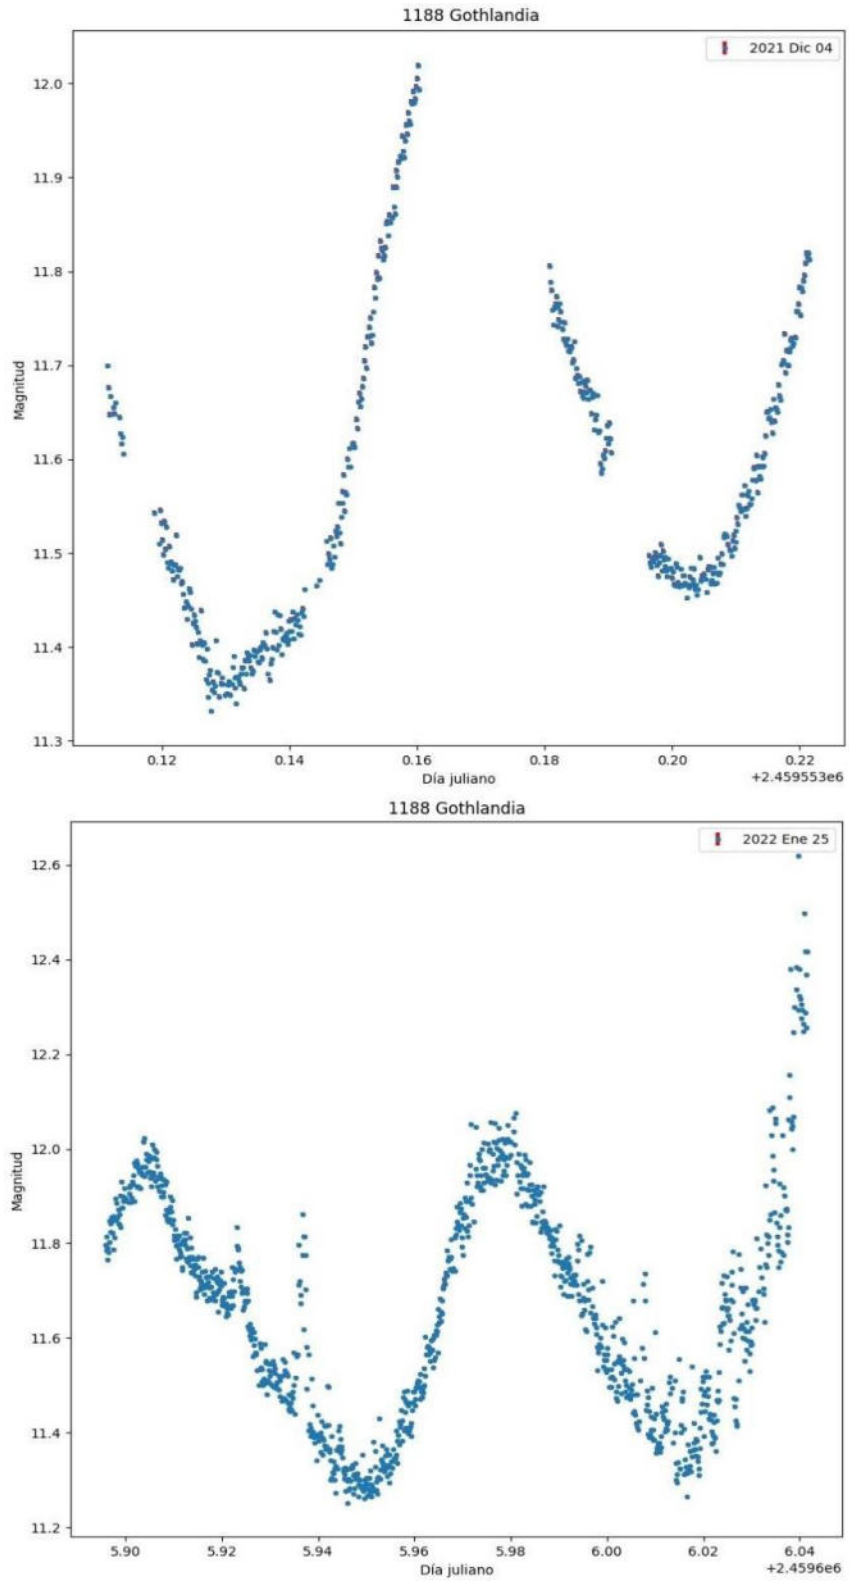 1188 Gothlandia
2021 Dic 04
12.0
11.9
11.8
11.7
11.6
11.5
11.4
11.3
Magnitud
0.12 0.14 0.16 0.18 0.20 0.22
Día juliano
+2.459553e6
1188 Gothlandia
2022 Ene 25
12.6
12.4
12.2
12.0
11.8
11.6
11.4
11.2
Magnitud
5.90 5.92 5.94 5.96 5.98 6.00 6.02 6.04
Día juliano
+2.4596e6